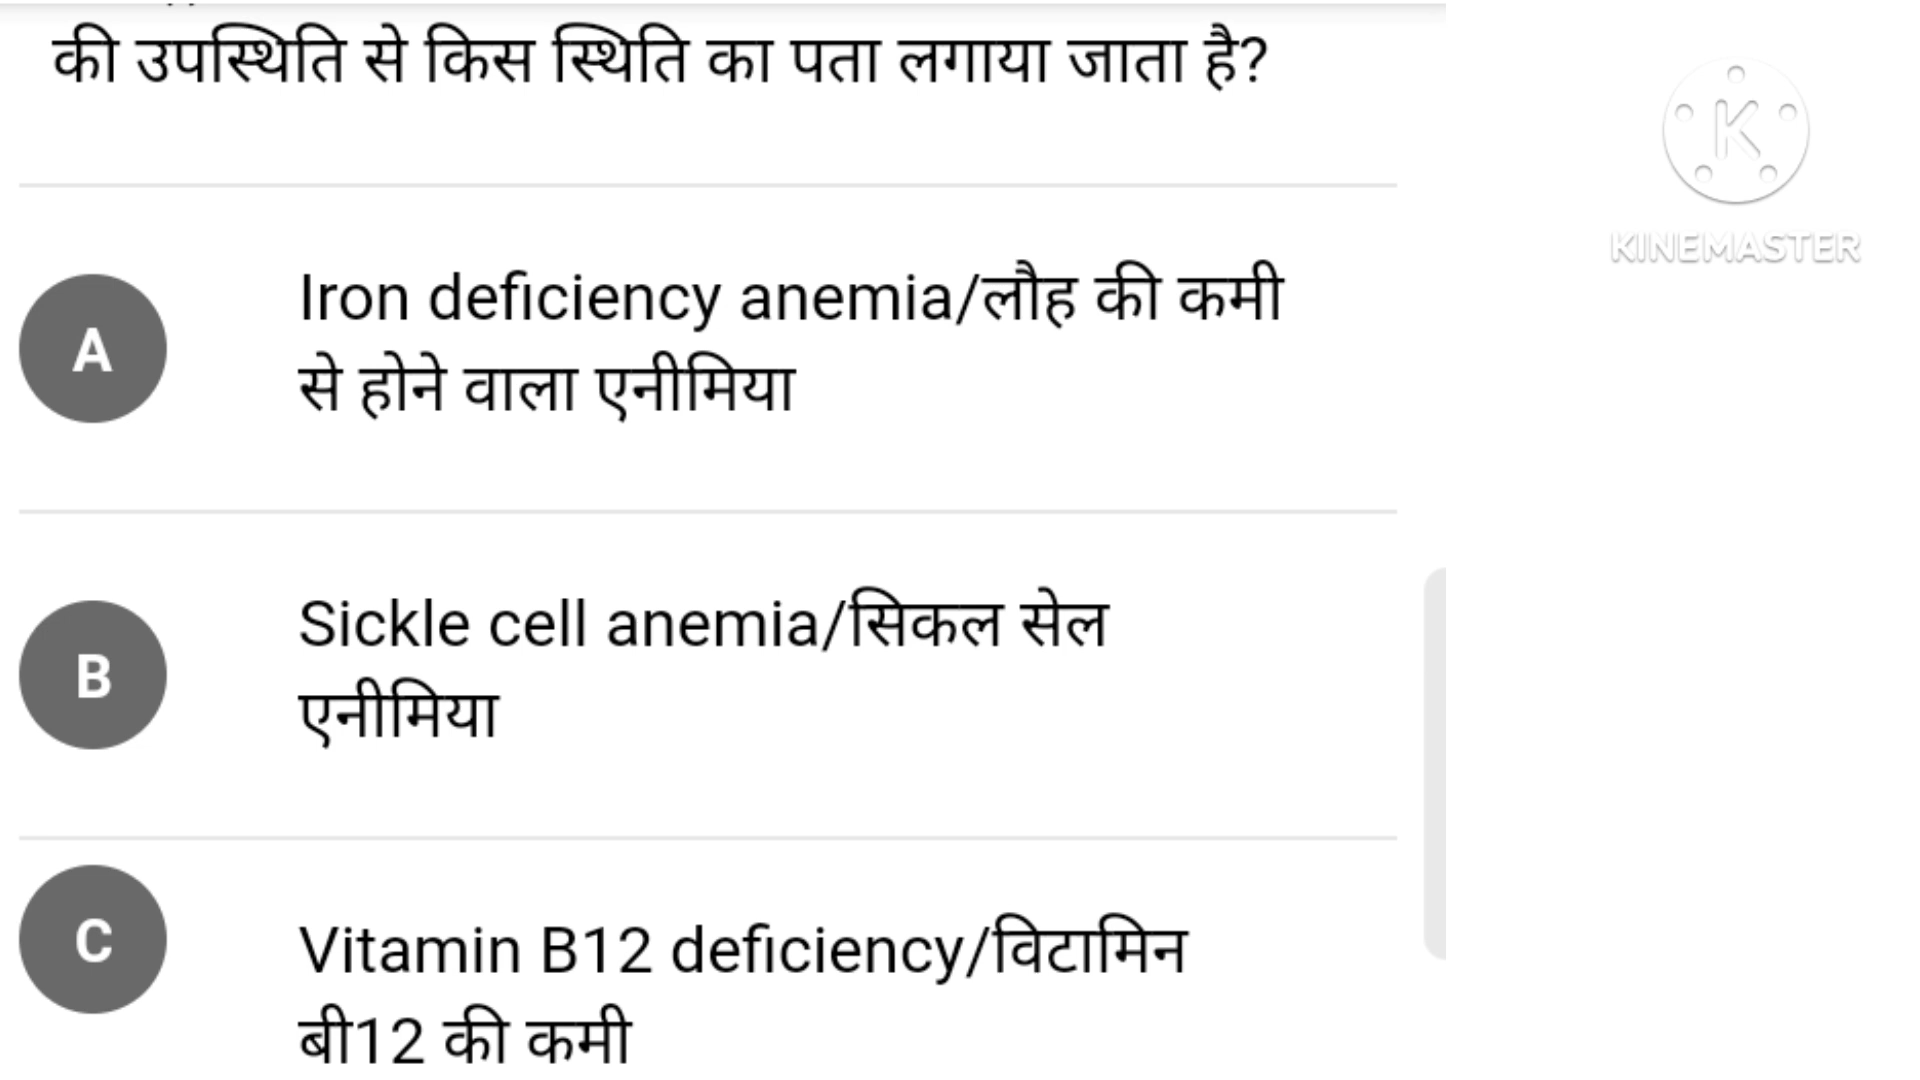 की उपस्थिति से किस स्थिति का पता लगाया जाता है?
K
KINEMASTER
A
Iron deficiency anemia/लौह की कमी
से होने वाला एनीमिया
B
Sickle cell anemia/सिकल सेल
एनीमिया
C
Vitamin B12 deficiency/विटामिन
बी12 की कमी